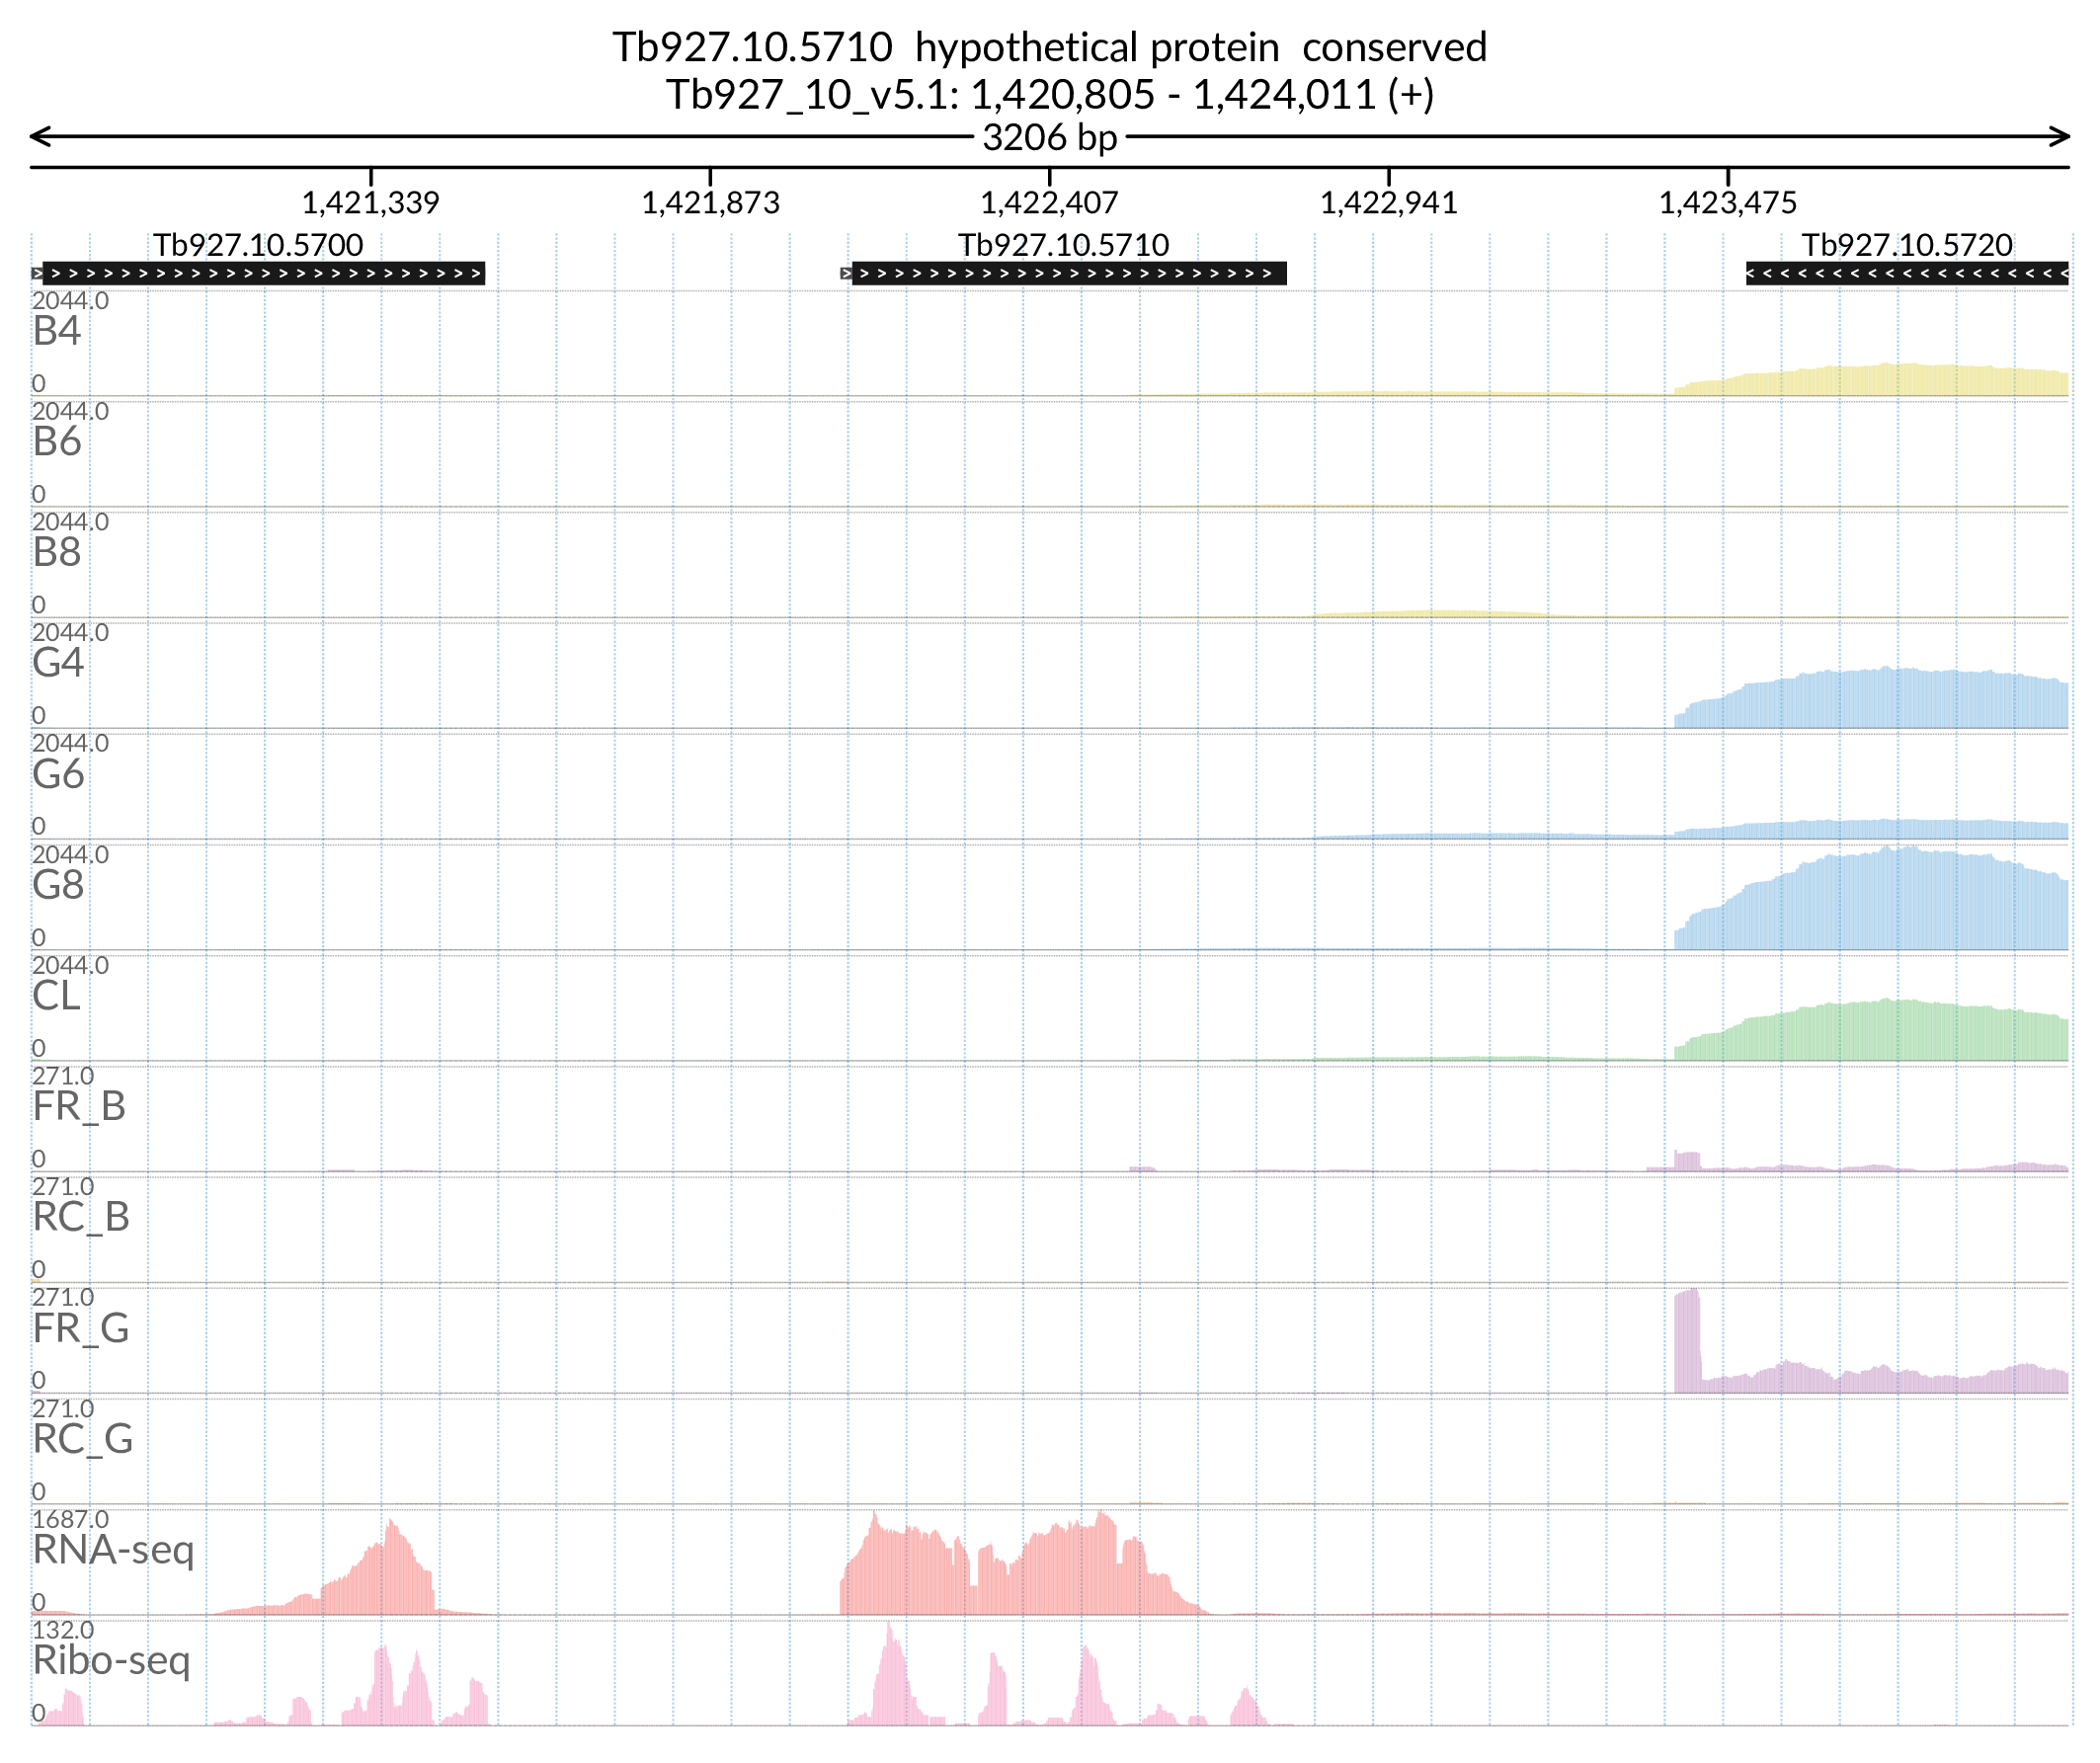 Tb927.10.5710  hypothetical protein  conserved
Tb927_10_v5.1: 1,420,805 - 1,424,011 (+)
3206 bp
1,421,339 1,421,873 1,422,407 1,422,941 1,423,475
Tb927.10.5700 Tb927.10.5710 Tb927.10.5720
2044.0
B4
0
2044.0
B6
0
2044.0
B8
0
2044.0
G4
0
2044.0
G6
0
2044.0
G8
0
2044.0
CL
0
271.0
FR_B
0
271.0
RC_B
0
271.0
FR_G
0
271.0
RC_G
0
1687.0
RNA-seq
0
132.0
Ribo-seq
0